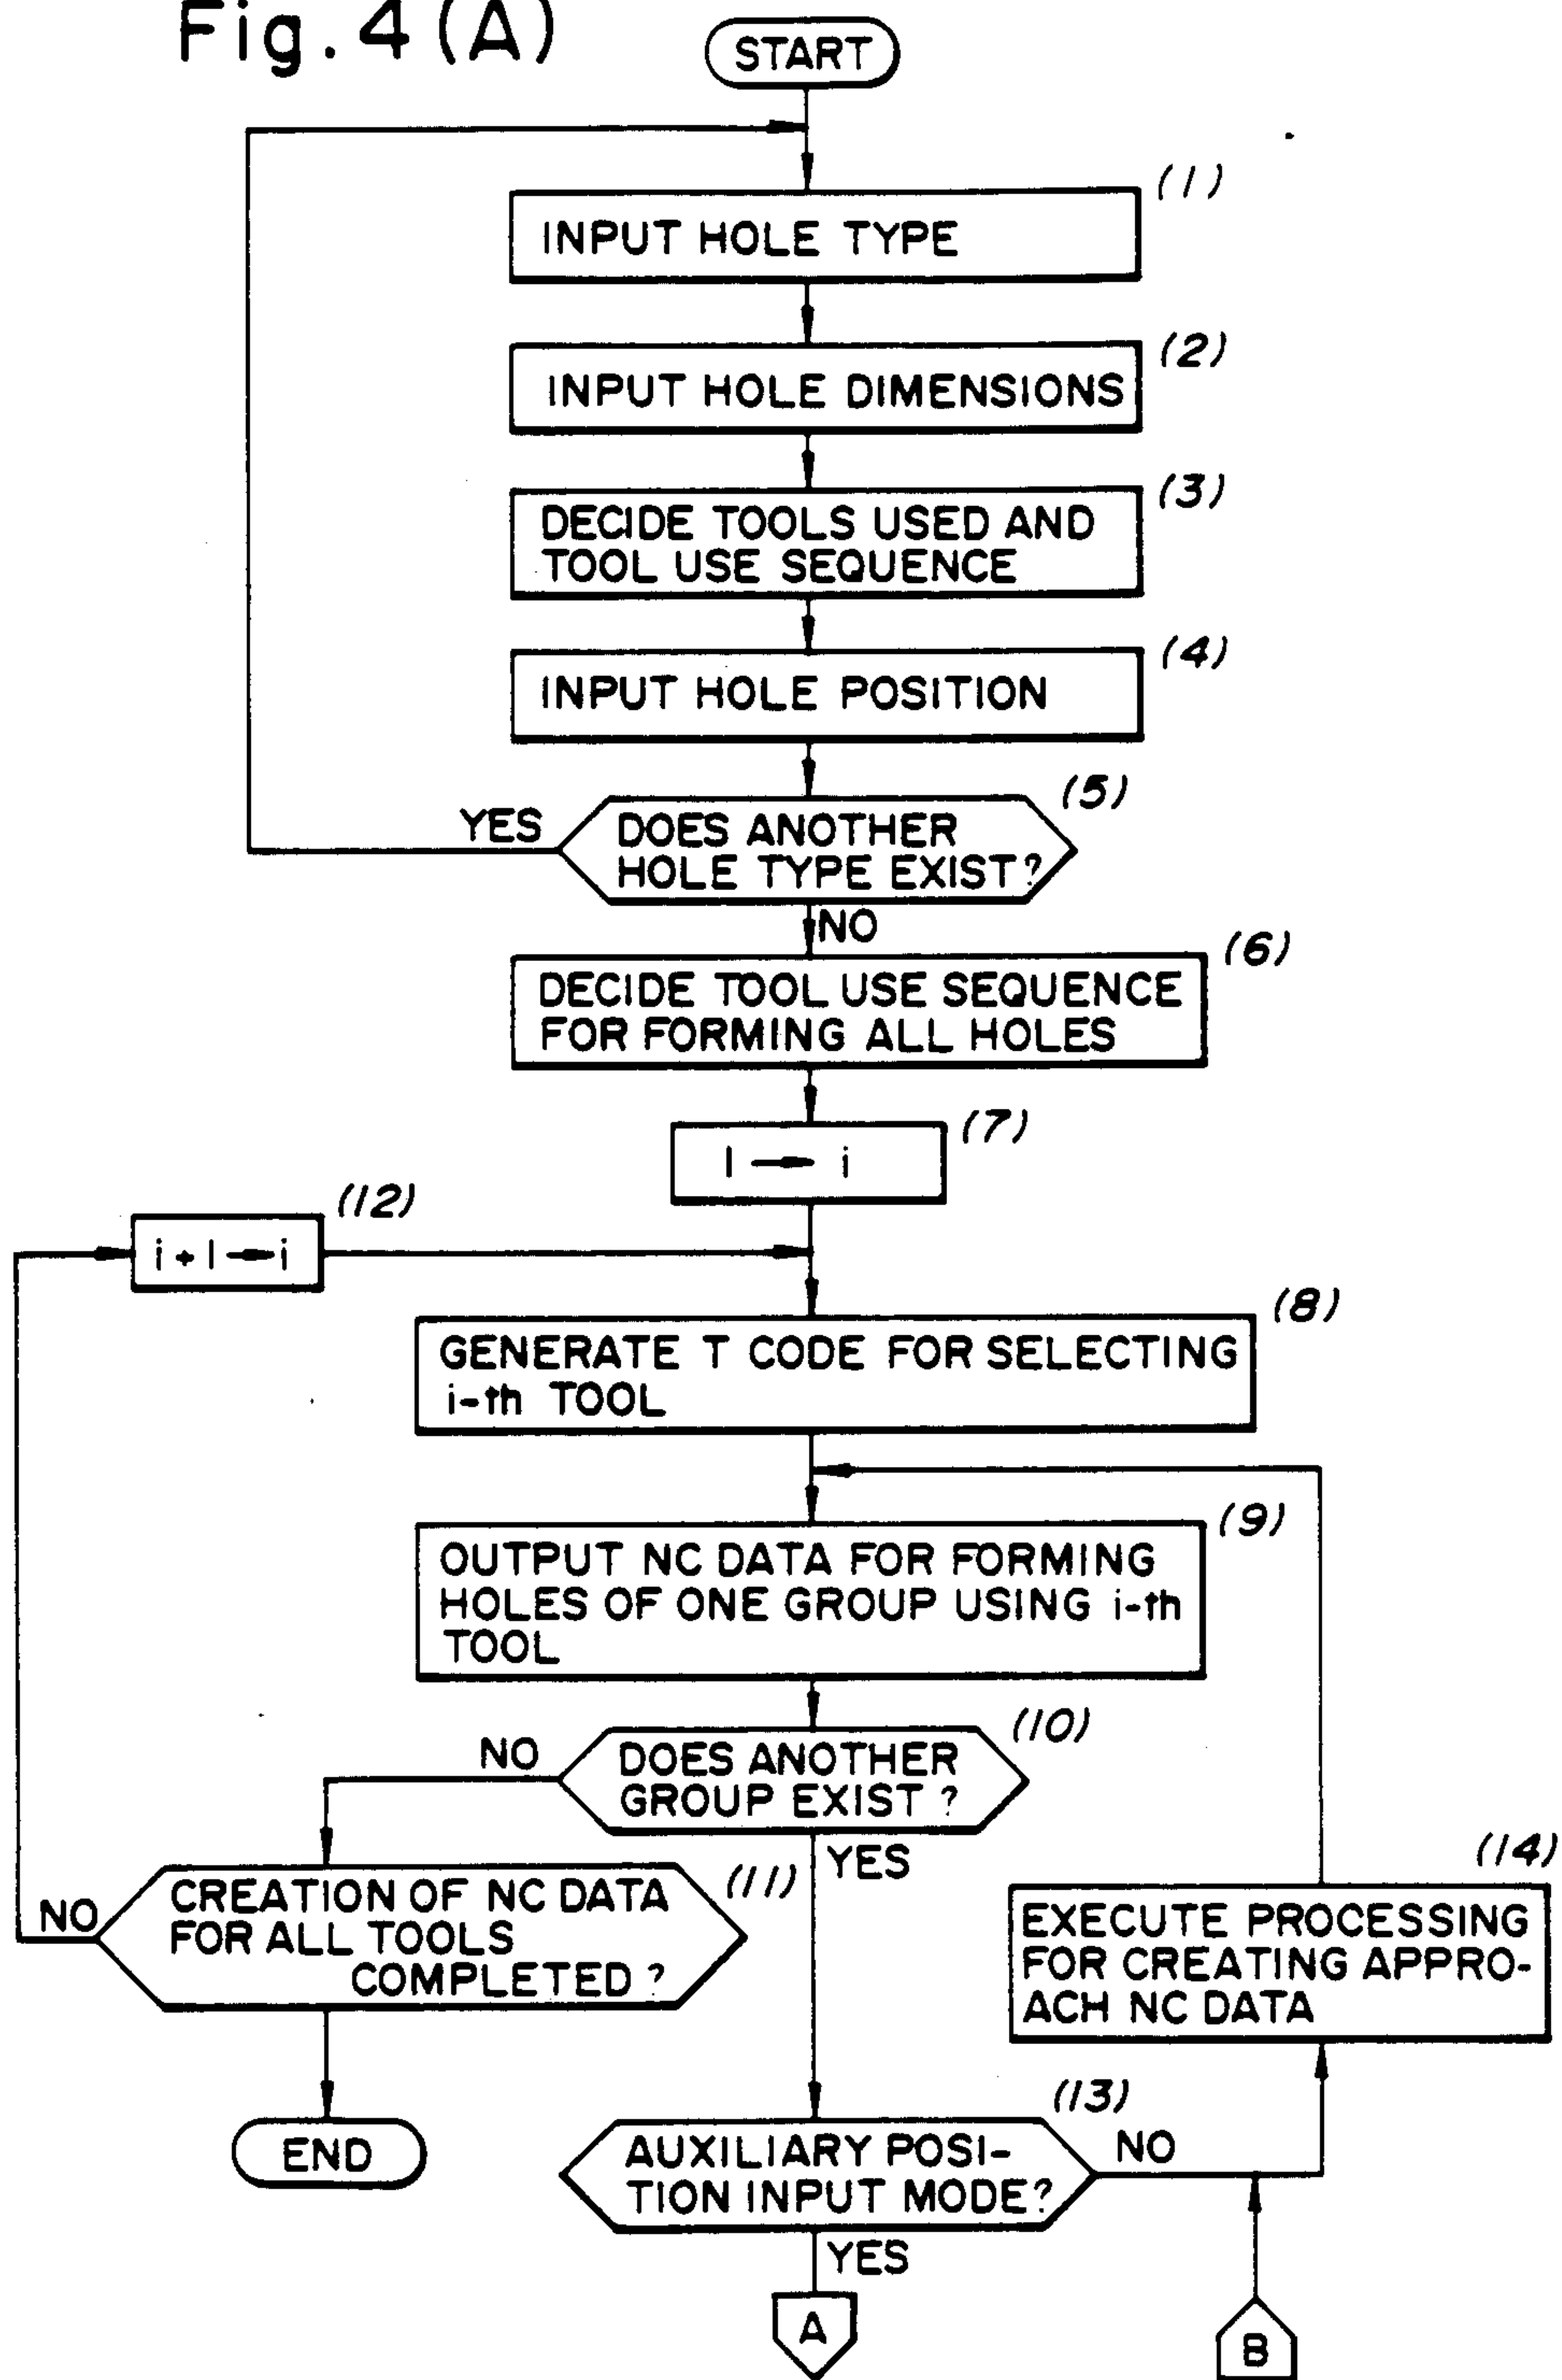 Fig. 4 (A)
START
(1)
INPUT HOLE TYPE
(2)
INPUT HOLE DIMENSIONS
(3)
DECIDE TOOLS USED AND
TOOL USE SEQUENCE
(4)
INPUT HOLE POSITION
(5)
YES
DOES ANOTHER
HOLE TYPE EXIST?
NO
(6)
DECIDE TOOL USE SEQUENCE
FOR FORMING ALL HOLES
(7)
1 → i
(12)
i + 1 → i
(8)
GENERATE T CODE FOR SELECTING
i-th TOOL
(9)
OUTPUT NC DATA FOR FORMING
HOLES OF ONE GROUP USING i-th
TOOL
(10)
NO
DOES ANOTHER
GROUP EXIST ?
YES
(11)
NO
CREATION OF NC DATA
FOR ALL TOOLS
COMPLETED ?
(14)
EXECUTE PROCESSING
FOR CREATING APPRO-
ACH NC DATA
END
(13)
AUXILIARY POSI-
TION INPUT MODE?
NO
YES
A
B